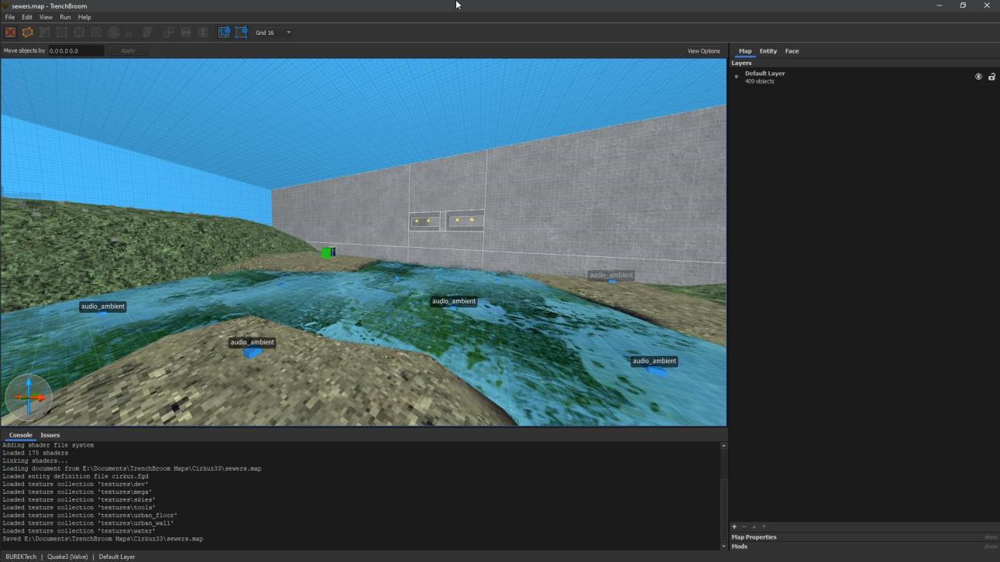 sewers.map - TrenchBroom
File Edit View Run Help
Grid 16
Move objects by 0.0 0.0 0.0 Apply
View Options
Map Entity Face
Layers
Default Layer
409 objects
audio_ambient
audio_ambient
audio_ambient
audio_ambient
audio_ambient
Console Issues
Adding shader file system
Loaded 175 shaders
Linking shaders...
Loading document from E:\Documents\TrenchBroom Maps\Cirkuz33\sewers.map
Loaded entity definition file cirkuz.fgd
Loaded texture collection 'textures\dev'
Loaded texture collection 'textures\mega'
Loaded texture collection 'textures\skies'
Loaded texture collection 'textures\tools'
Loaded texture collection 'textures\urban_floor'
Loaded texture collection 'textures\urban_wall'
Loaded texture collection 'textures\water'
Saved E:\Documents\TrenchBroom Maps\Cirkuz33\sewers.map
Map Properties show
Mods show
BUREKTech | Quake3 (Valve) | Default Layer